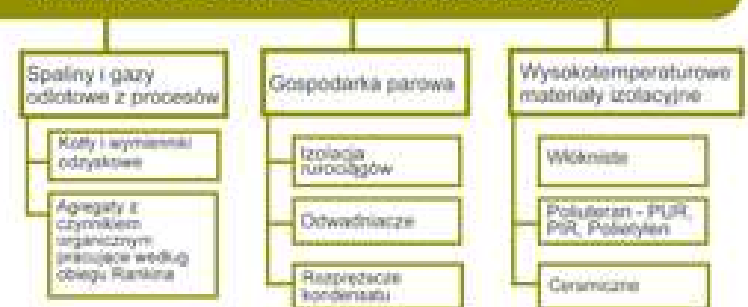 Spaliny i gazy
odlotowe z procesów
Kotły i wymienniki
odzyskowe
Agregaty z
czynnikiem
organicznym
pracujące według
obiegu Rankina
Gospodarka parowa
Izolacja
rurociągów
Odwadniacze
Rozprężacze
kondensatu
Wysokotemperaturowe
materiały izolacyjne
Włókniste
Poliuteran - PUR,
PIR, Polietylen
Ceramiczne